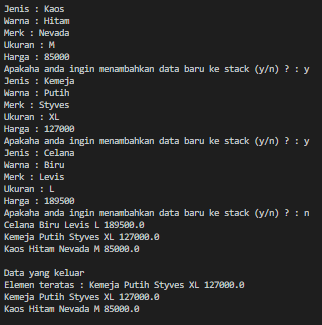 Jenis : Kaos
Warna : Hitam
Merk : Nevada
Ukuran : M
Harga : 85000
Apakaha anda ingin menambahkan data baru ke stack (y/n) ? : y
Jenis : Kemeja
Warna : Putih
Merk : Styves
Ukuran : XL
Harga : 127000
Apakaha anda ingin menambahkan data baru ke stack (y/n) ? : y
Jenis : Celana
Warna : Biru
Merk : Levis
Ukuran : L
Harga : 189500
Apakaha anda ingin menambahkan data baru ke stack (y/n) ? : n
Celana Biru Levis L 189500.0
Kemeja Putih Styves XL 127000.0
Kaos Hitam Nevada M 85000.0
Data yang keluar
Elemen teratas : Kemeja Putih Styves XL 127000.0
Kemeja Putih Styves XL 127000.0
Kaos Hitam Nevada M 85000.0